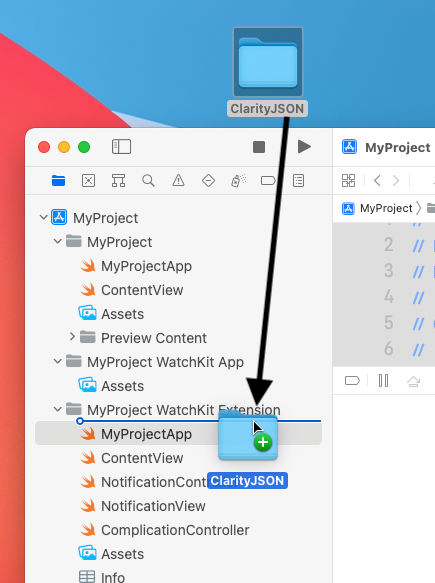 ClarityJSON
MyProject
MyProject
MyProject
MyProject
MyProjectApp
ContentView
Assets
Preview Content
MyProject WatchKit App
Assets
MyProject WatchKit Extension
MyProjectApp
ContentView
NotificationCont
ClarityJSON
NotificationView
ComplicationController
Assets
Info
2 //
3 //
4 //
5 //
6 //